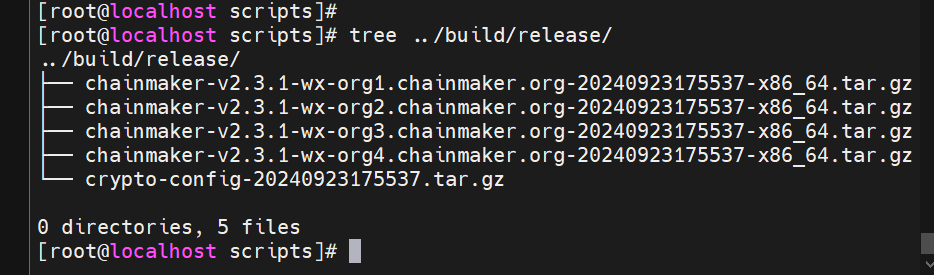 [root@localhost scripts]#
[root@localhost scripts]# tree ../build/release/
../build/release/
├── chainmaker-v2.3.1-wx-org1.chainmaker.org-20240923175537-x86_64.tar.gz
├── chainmaker-v2.3.1-wx-org2.chainmaker.org-20240923175537-x86_64.tar.gz
├── chainmaker-v2.3.1-wx-org3.chainmaker.org-20240923175537-x86_64.tar.gz
├── chainmaker-v2.3.1-wx-org4.chainmaker.org-20240923175537-x86_64.tar.gz
└── crypto-config-20240923175537.tar.gz
0 directories, 5 files
[root@localhost scripts]#